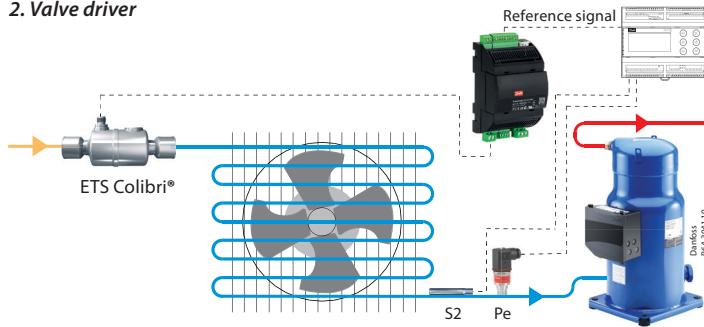 2. Valve driver
Reference signal
ETS Colibri®
S2
Pe
Danfoss